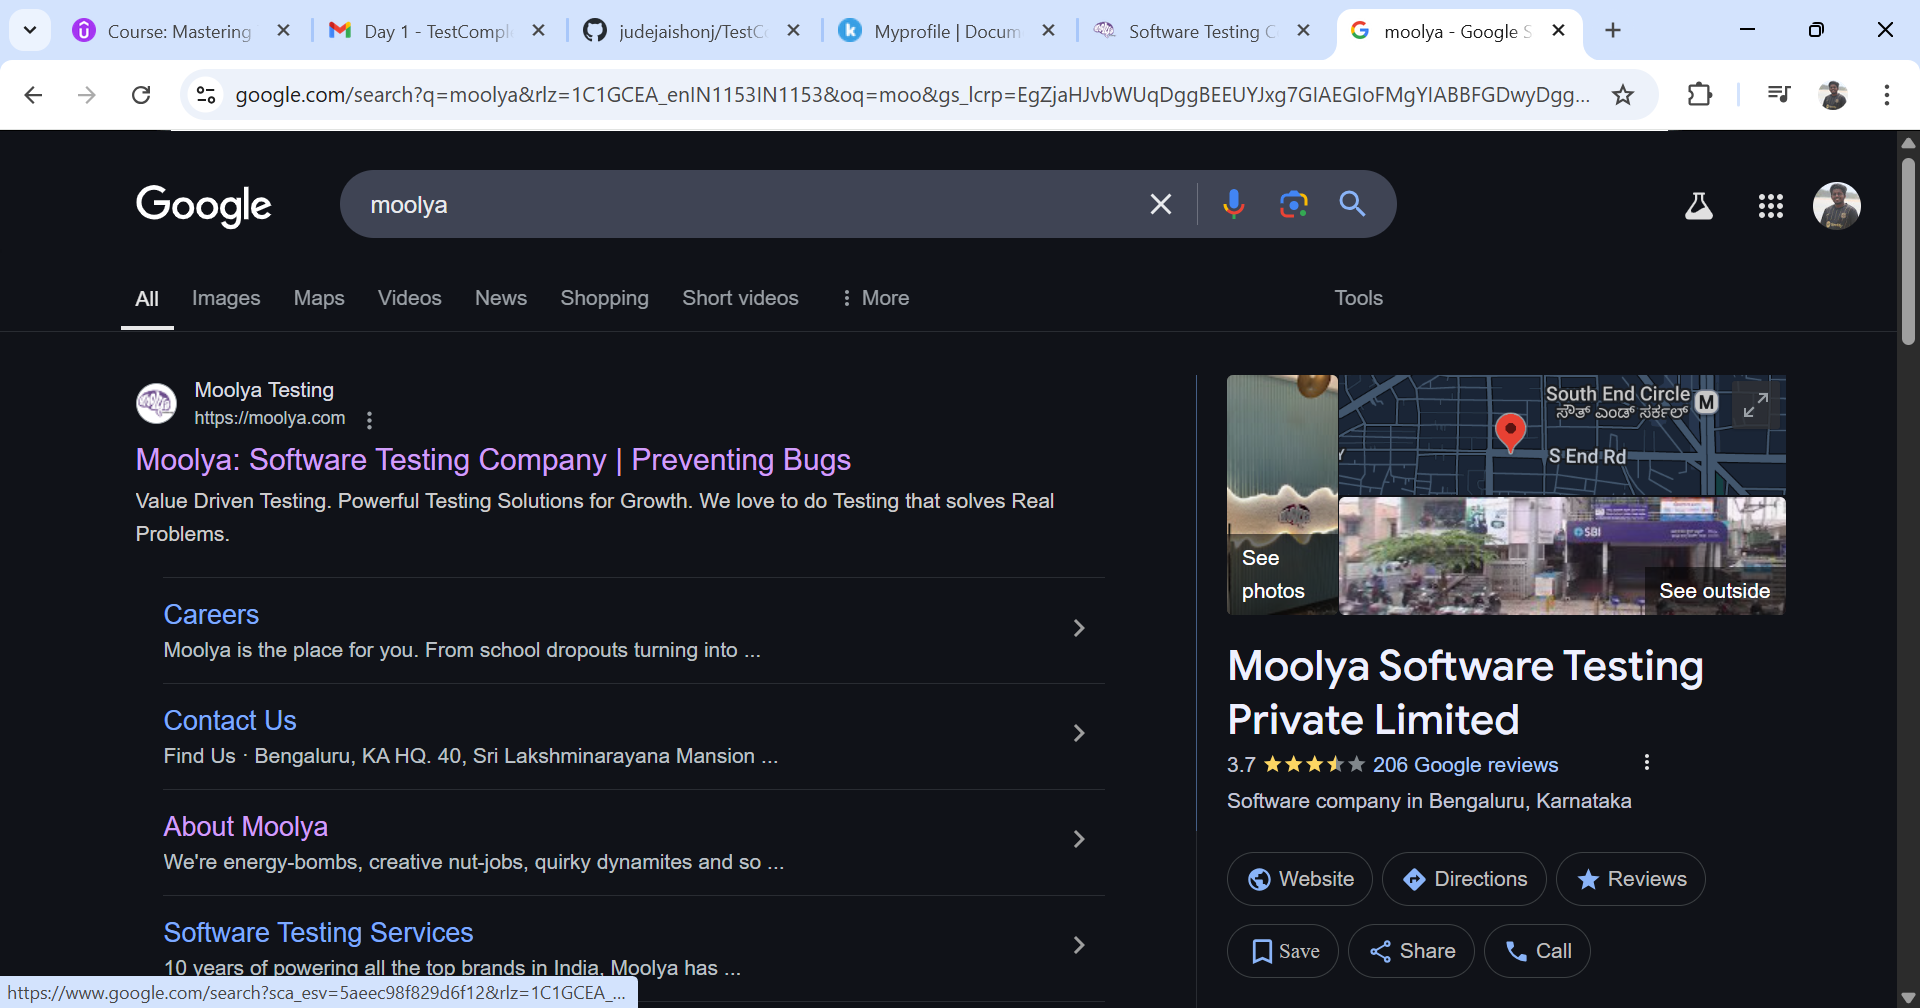 Course: Mastering
Day 1 - TestComple
judejaishonj/TestCo
Myprofile | Docum
Software Testing C
moolya - Google S
google.com/search?q=moolya&rlz=1C1GCEA_enIN1153IN1153&oq=moo&gs_lcrp=EgZjaHJvbWUqDggBEEUYJxg7GIAEGIoFMgYIABBFGDwyDgg...
Google
moolya
All
Images
Maps
Videos
News
Shopping
Short videos
More
Tools
Moolya Testing
https://moolya.com
Moolya: Software Testing Company | Preventing Bugs
Value Driven Testing. Powerful Testing Solutions for Growth. We love to do Testing that solves Real
Problems.
Careers
Moolya is the place for you. From school dropouts turning into ...
Contact Us
Find Us · Bengaluru, KA HQ. 40, Sri Lakshminarayana Mansion ...
About Moolya
We're energy-bombs, creative nut-jobs, quirky dynamites and so ...
Software Testing Services
10 years of powering all the top brands in India, Moolya has ...
https://www.google.com/search?sca_esv=5aeec98f829d6f12&rlz=1C1GCEA_...
See
photos
South End Circle
M
ಸೌತ್ ಎಂಡ್ ಸರ್ಕಲ್
S End Rd
SBI
See outside
Moolya Software Testing
Private Limited
3.7
206 Google reviews
Software company in Bengaluru, Karnataka
Website
Directions
Reviews
Save
Share
Call